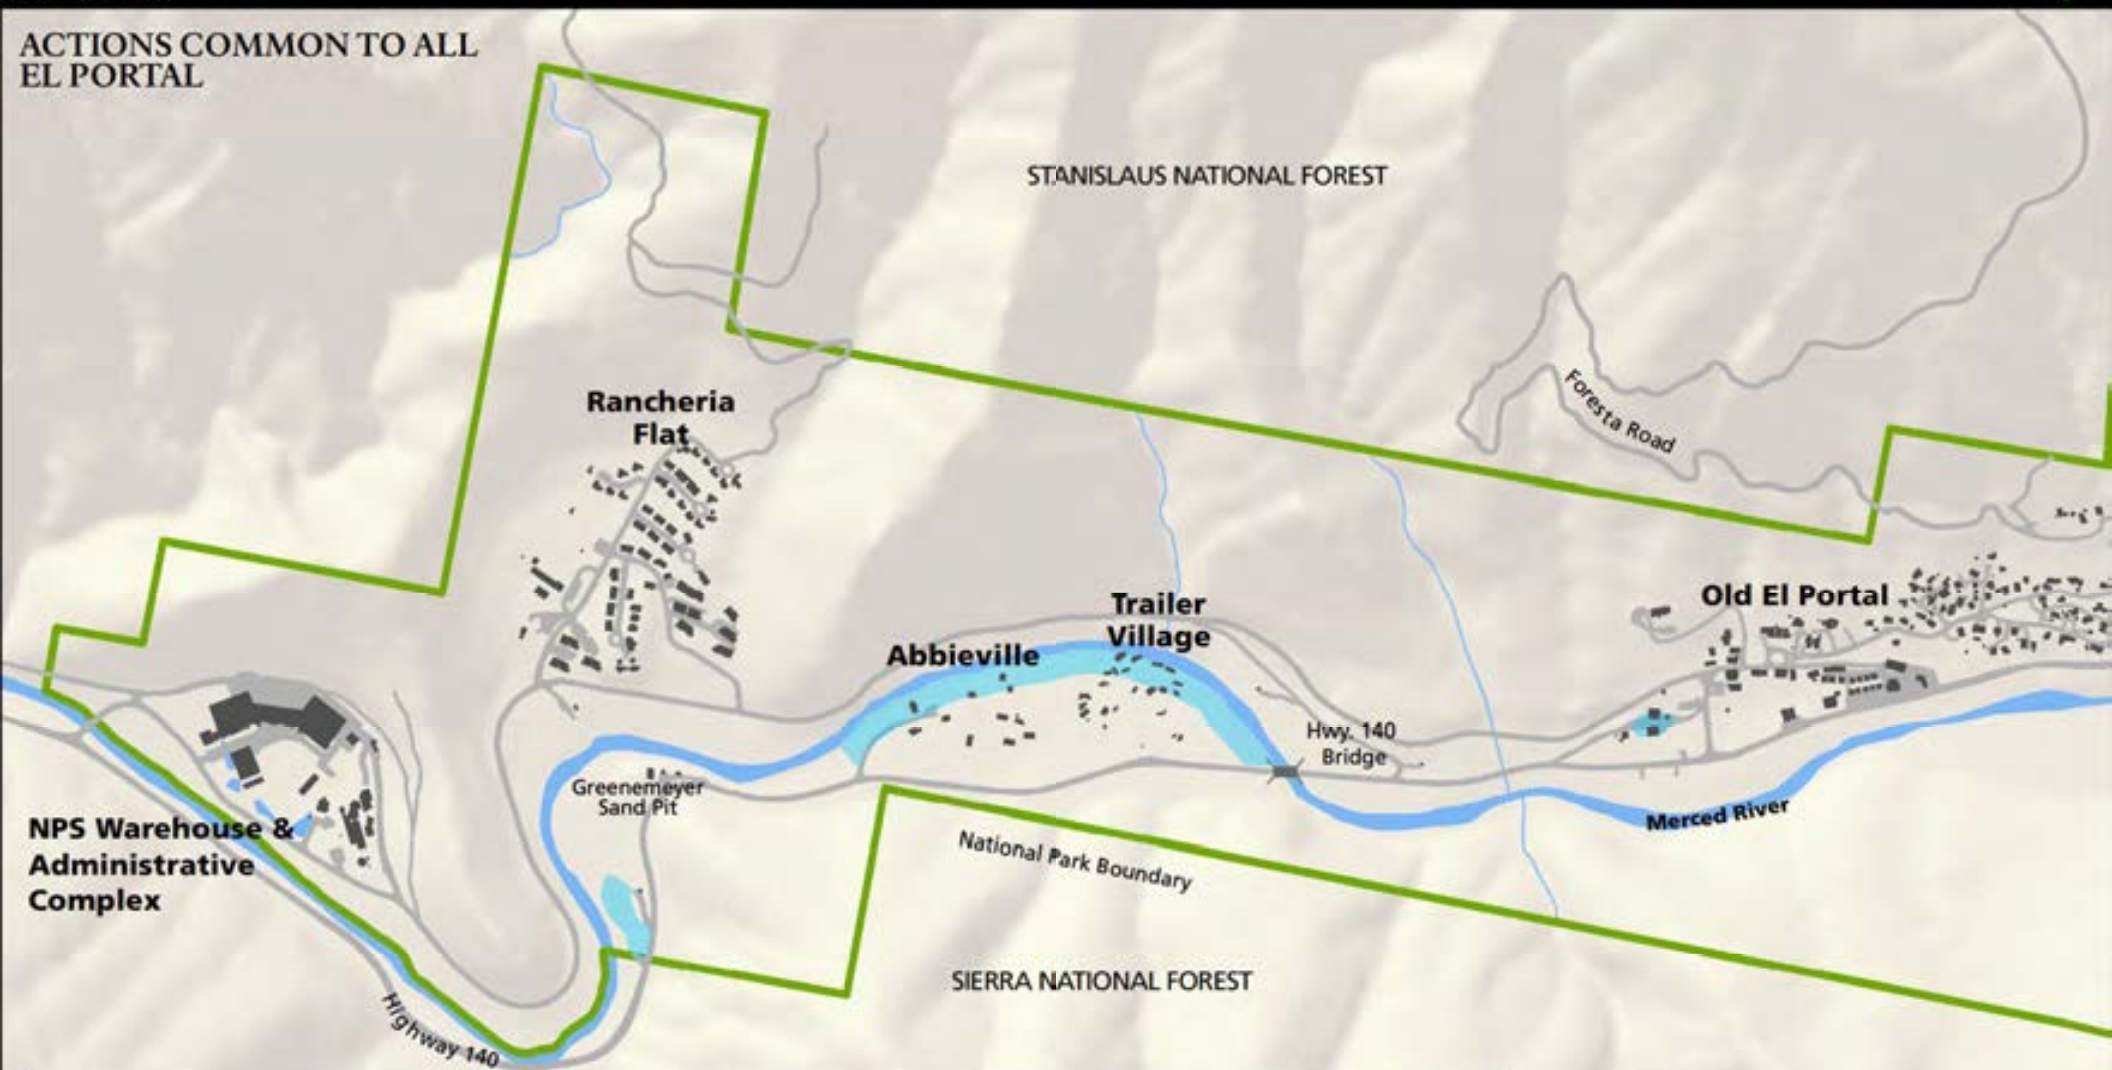 ACTIONS COMMON TO ALL
EL PORTAL
STANISLAUS NATIONAL FOREST
Rancheria
Flat
Foresta Road
Trailer
Village
Abbieville
Old El Portal
Hwy. 140
Bridge
Greenemeyer
Sand Pit
Merced River
NPS Warehouse &
Administrative
Complex
National Park Boundary
SIERRA NATIONAL FOREST
Highway 140